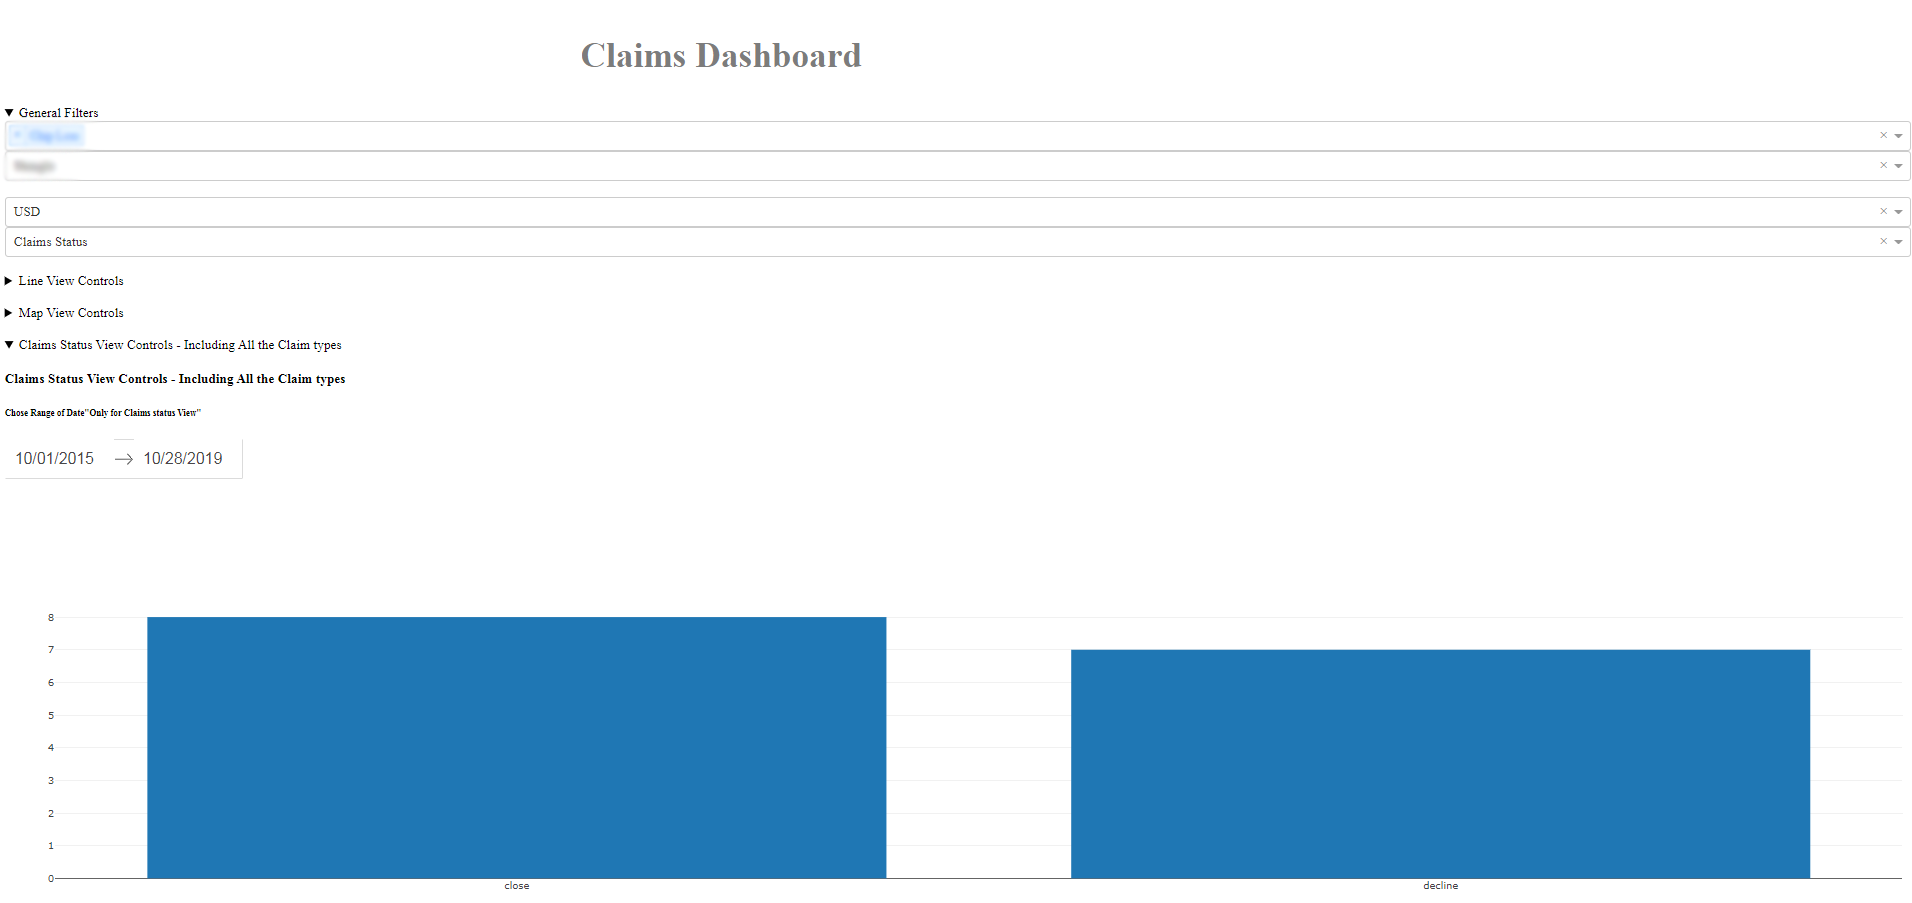 Claims Dashboard
General Filters
USD
Claims Status
Line View Controls
Map View Controls
Claims Status View Controls - Including All the Claim types
Claims Status View Controls - Including All the Claim types
Chose Range of Date"Only for Claims status View"
10/01/2015 → 10/28/2019
8
7
6
5
4
3
2
1
0
close decline